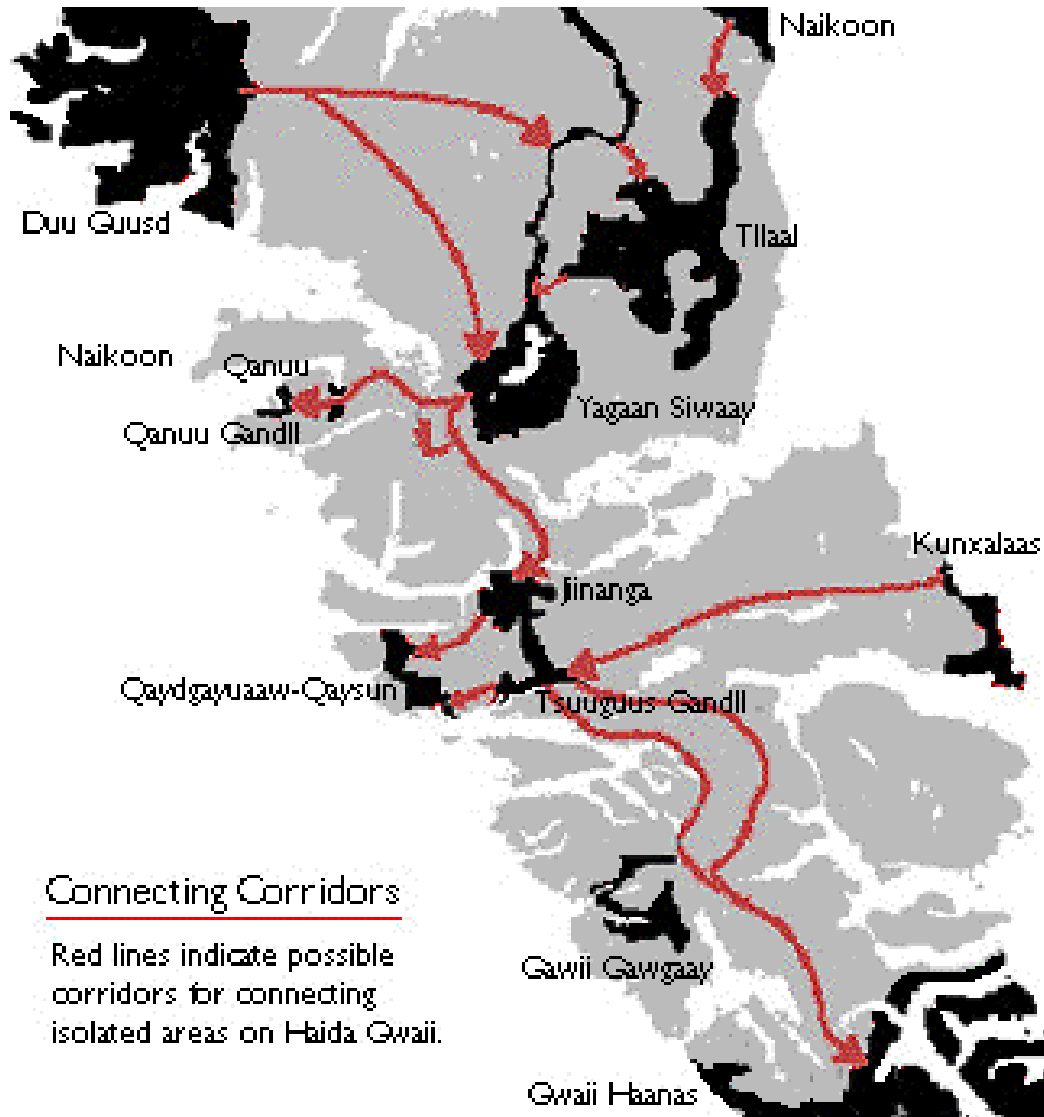 Naikoon
Duu Guusd
Tllaal
Naikoon
Qanuu
Yagaan Siwaay
Qanuu Gandll
Kunxalaas
Jinanga
Qaydgayuaaw-Qaysun
Tsuuguus Gandll
Connecting Corridors
Red lines indicate possible
corridors for connecting
isolated areas on Haida Gwaii.
Gawii Gawgaay
Gwaii Haanas